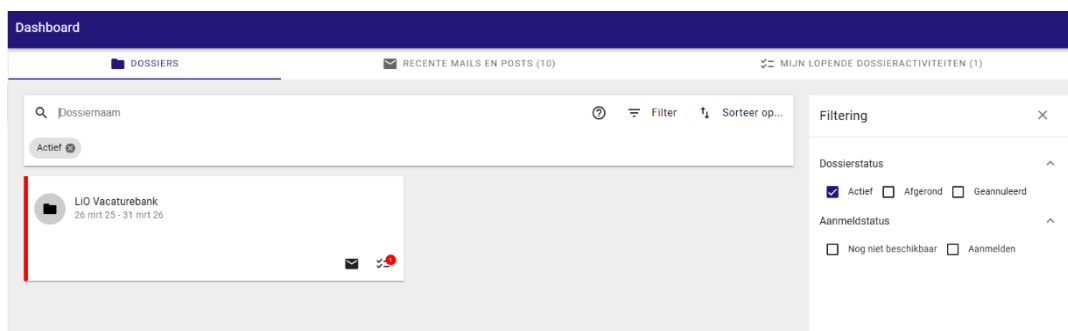 Dashboard
DOSSIERS
RECENTE MAILS EN POSTS (10)
MIJN LOPENDE DOSSIERACTIVITEITEN (1)
Dossiernaam
Filter
Sorteer op...
Actief
LiO Vacaturebank
26 mrt 25 - 31 mrt 26
1
Filtering
Dossierstatus
Actief Afgerond Geannuleerd
Aanmeldstatus
Nog niet beschikbaar Aanmelden